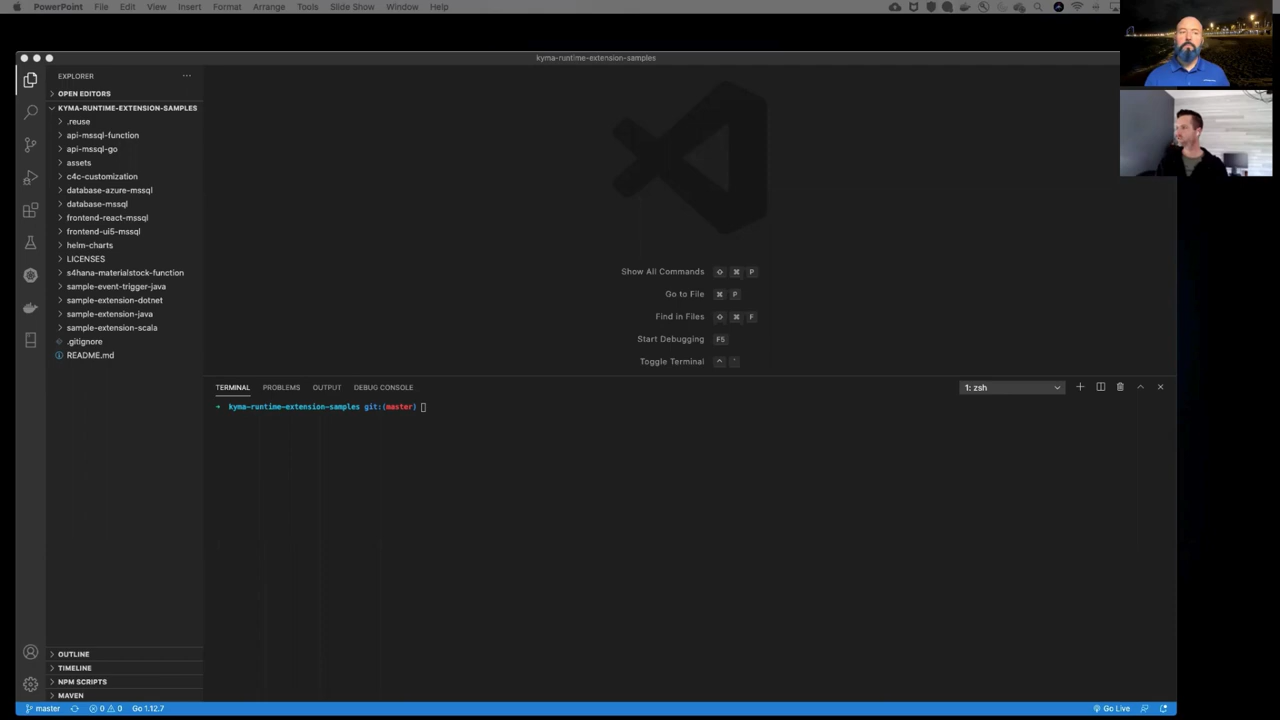 PowerPoint File Edit View Insert Format Arrange Tools Slide Show Window Help
kyma-runtime-extension-samples
EXPLORER
OPEN EDITORS
KYMA-RUNTIME-EXTENSION-SAMPLES
.reuse
api-mssql-function
api-mssql-go
assets
c4c-customization
database-azure-mssql
database-mssql
frontend-react-mssql
frontend-ui5-mssql
helm-charts
LICENSES
s4hana-materialstock-function
sample-event-trigger-java
sample-extension-dotnet
sample-extension-java
sample-extension-scala
.gitignore
README.md
OUTLINE
TIMELINE
NPM SCRIPTS
MAVEN
Show All Commands ⇧ ⌘ P
Go to File ⌘ P
Find in Files ⇧ ⌘ F
Start Debugging F5
Toggle Terminal ^ `
TERMINAL PROBLEMS OUTPUT DEBUG CONSOLE 1: zsh
→ kyma-runtime-extension-samples git:(master)
master 0 0 Go 1.12.7 Go Live